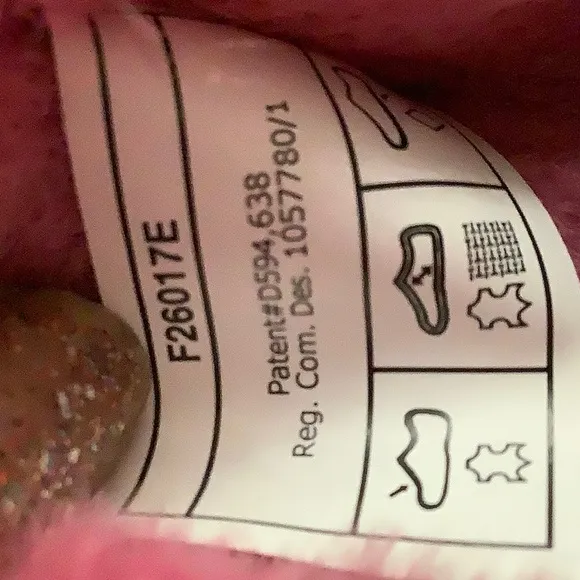 F26017E
Patent#D594,638
Reg. Com. Des. 1057780/1